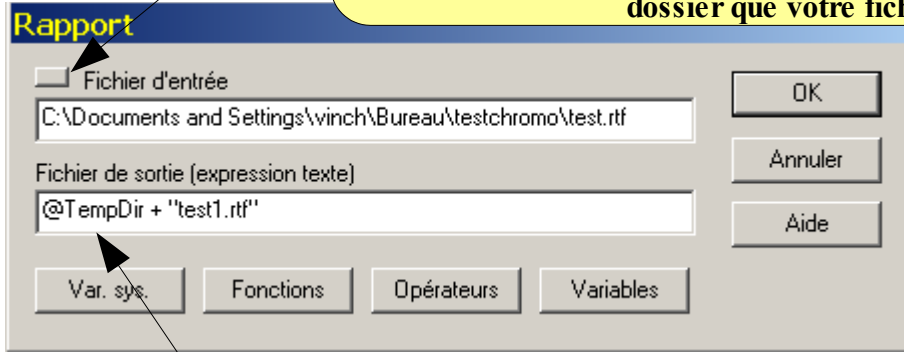 dossier que votre fich
Rapport
Fichier d'entrée
C:\Documents and Settings\vinch\Bureau\testchromo\test.rtf
OK
Fichier de sortie (expression texte)
Annuler
@TempDir + "test1.rtf"
Aide
Var. sys. Fonctions Opérateurs Variables